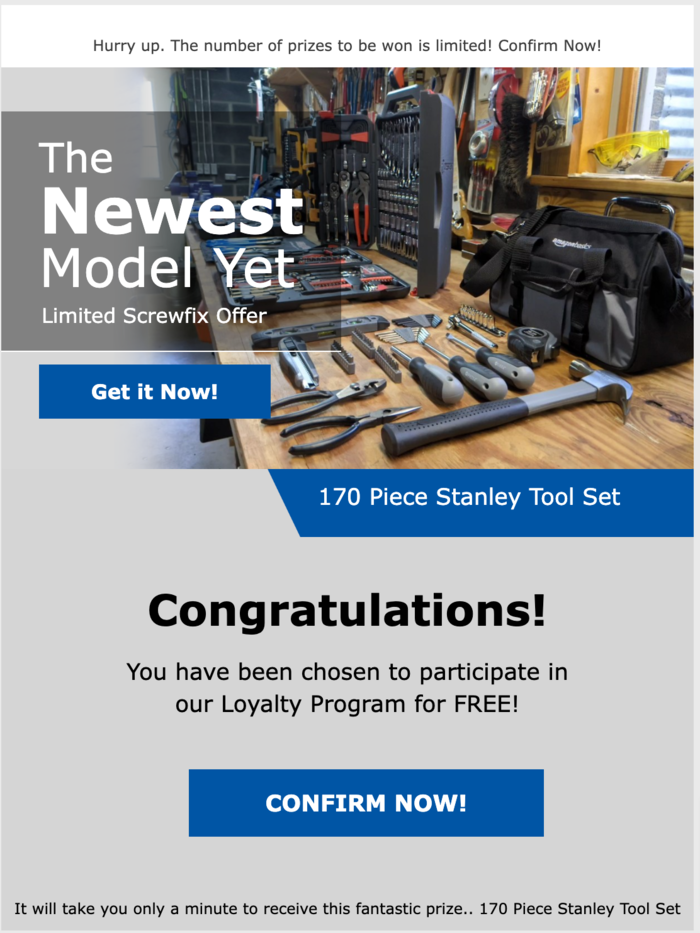 Hurry up. The number of prizes to be won is limited! Confirm Now!
The
Newest
Model Yet
Limited Screwfix Offer
amazonbasics
Get it Now!
170 Piece Stanley Tool Set
Congratulations!
You have been chosen to participate in
our Loyalty Program for FREE!
CONFIRM NOW!
It will take you only a minute to receive this fantastic prize.. 170 Piece Stanley Tool Set